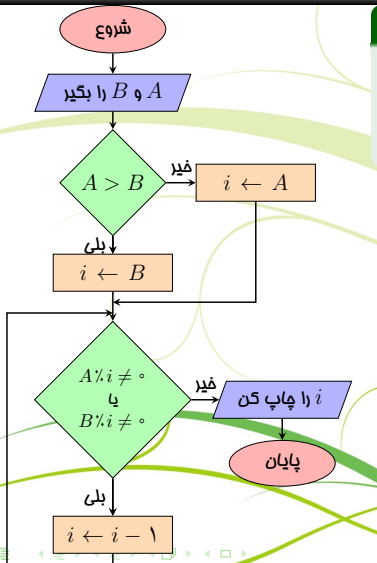 شروع
A و B را بگیر
A > B
خیر
i ← A
بلی
i ← B
A٪i ≠ ۰
یا
B٪i ≠ ۰
خیر
i را چاپ کن
پایان
بلی
i ← i − ۱